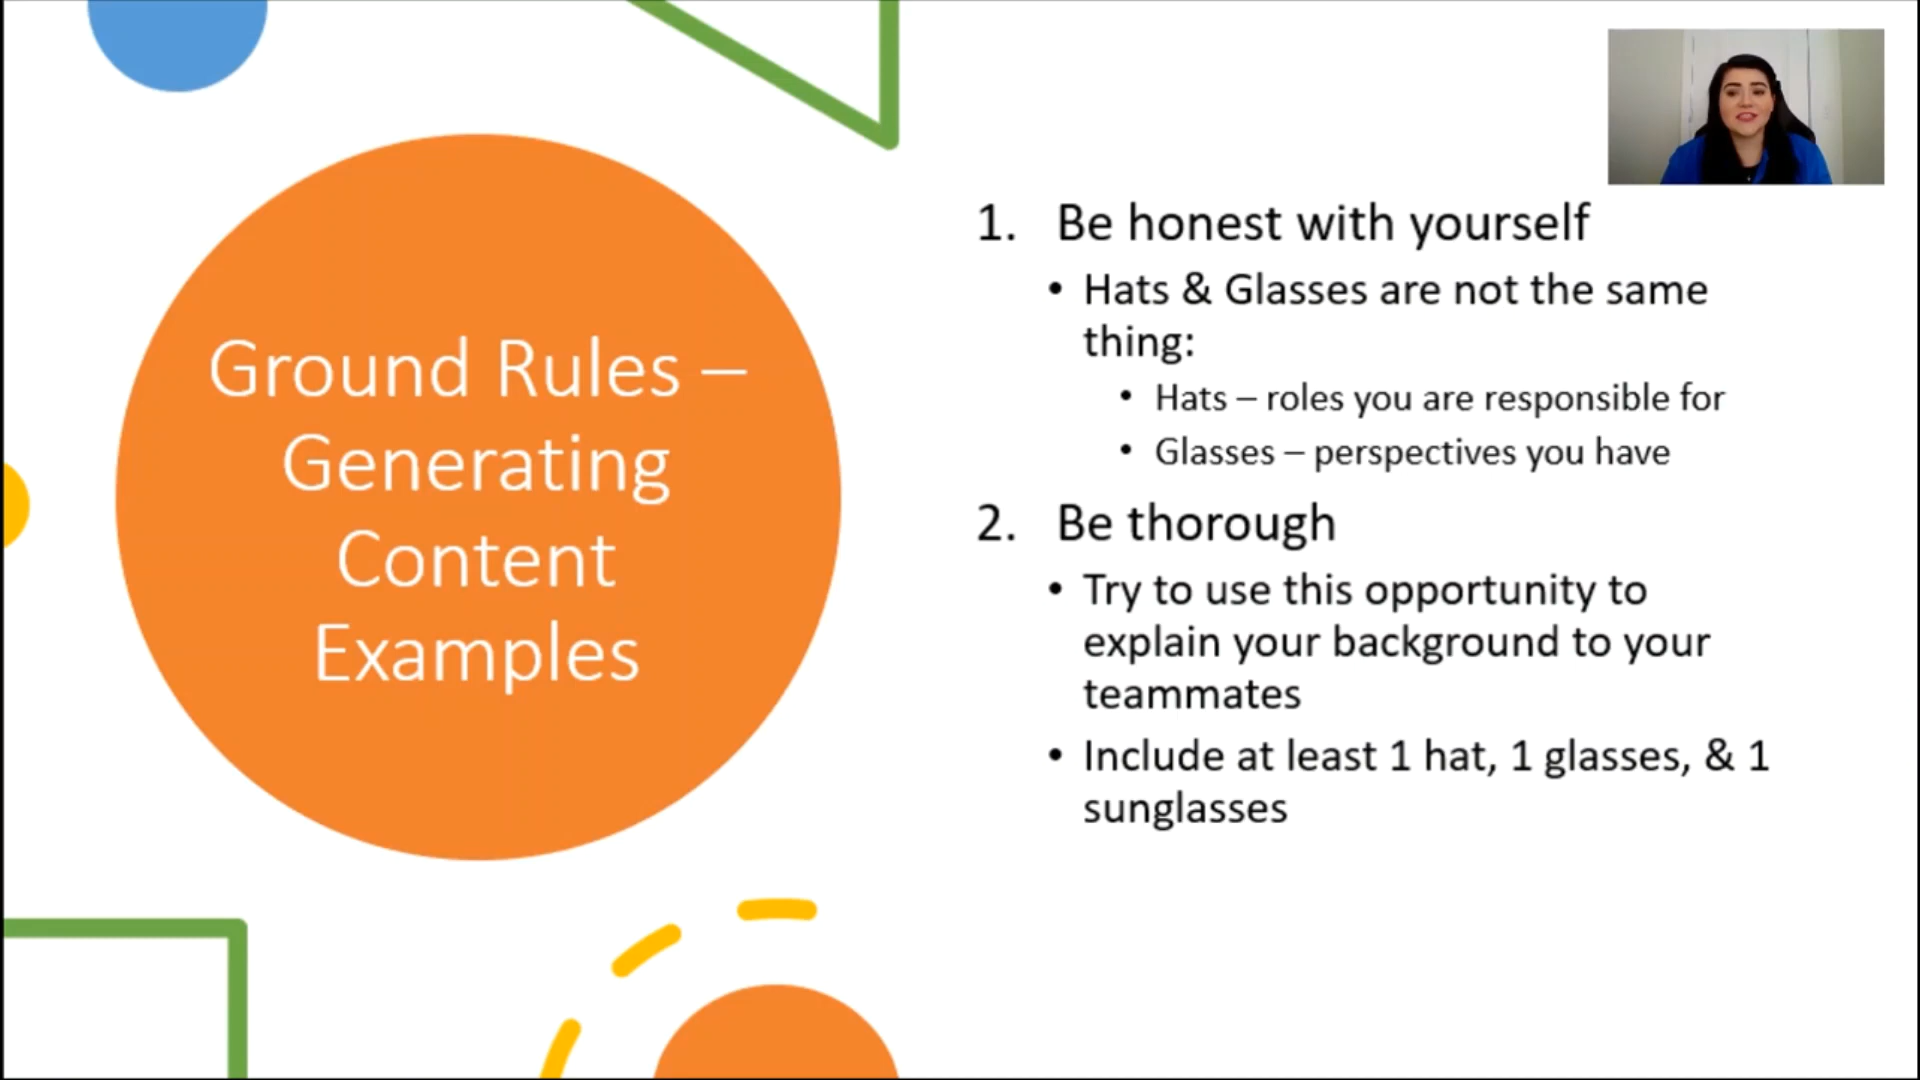 Ground Rules –
Generating
Content
Examples
1. Be honest with yourself
• Hats & Glasses are not the same
thing:
• Hats – roles you are responsible for
• Glasses – perspectives you have
2. Be thorough
• Try to use this opportunity to
explain your background to your
teammates
• Include at least 1 hat, 1 glasses, & 1
sunglasses